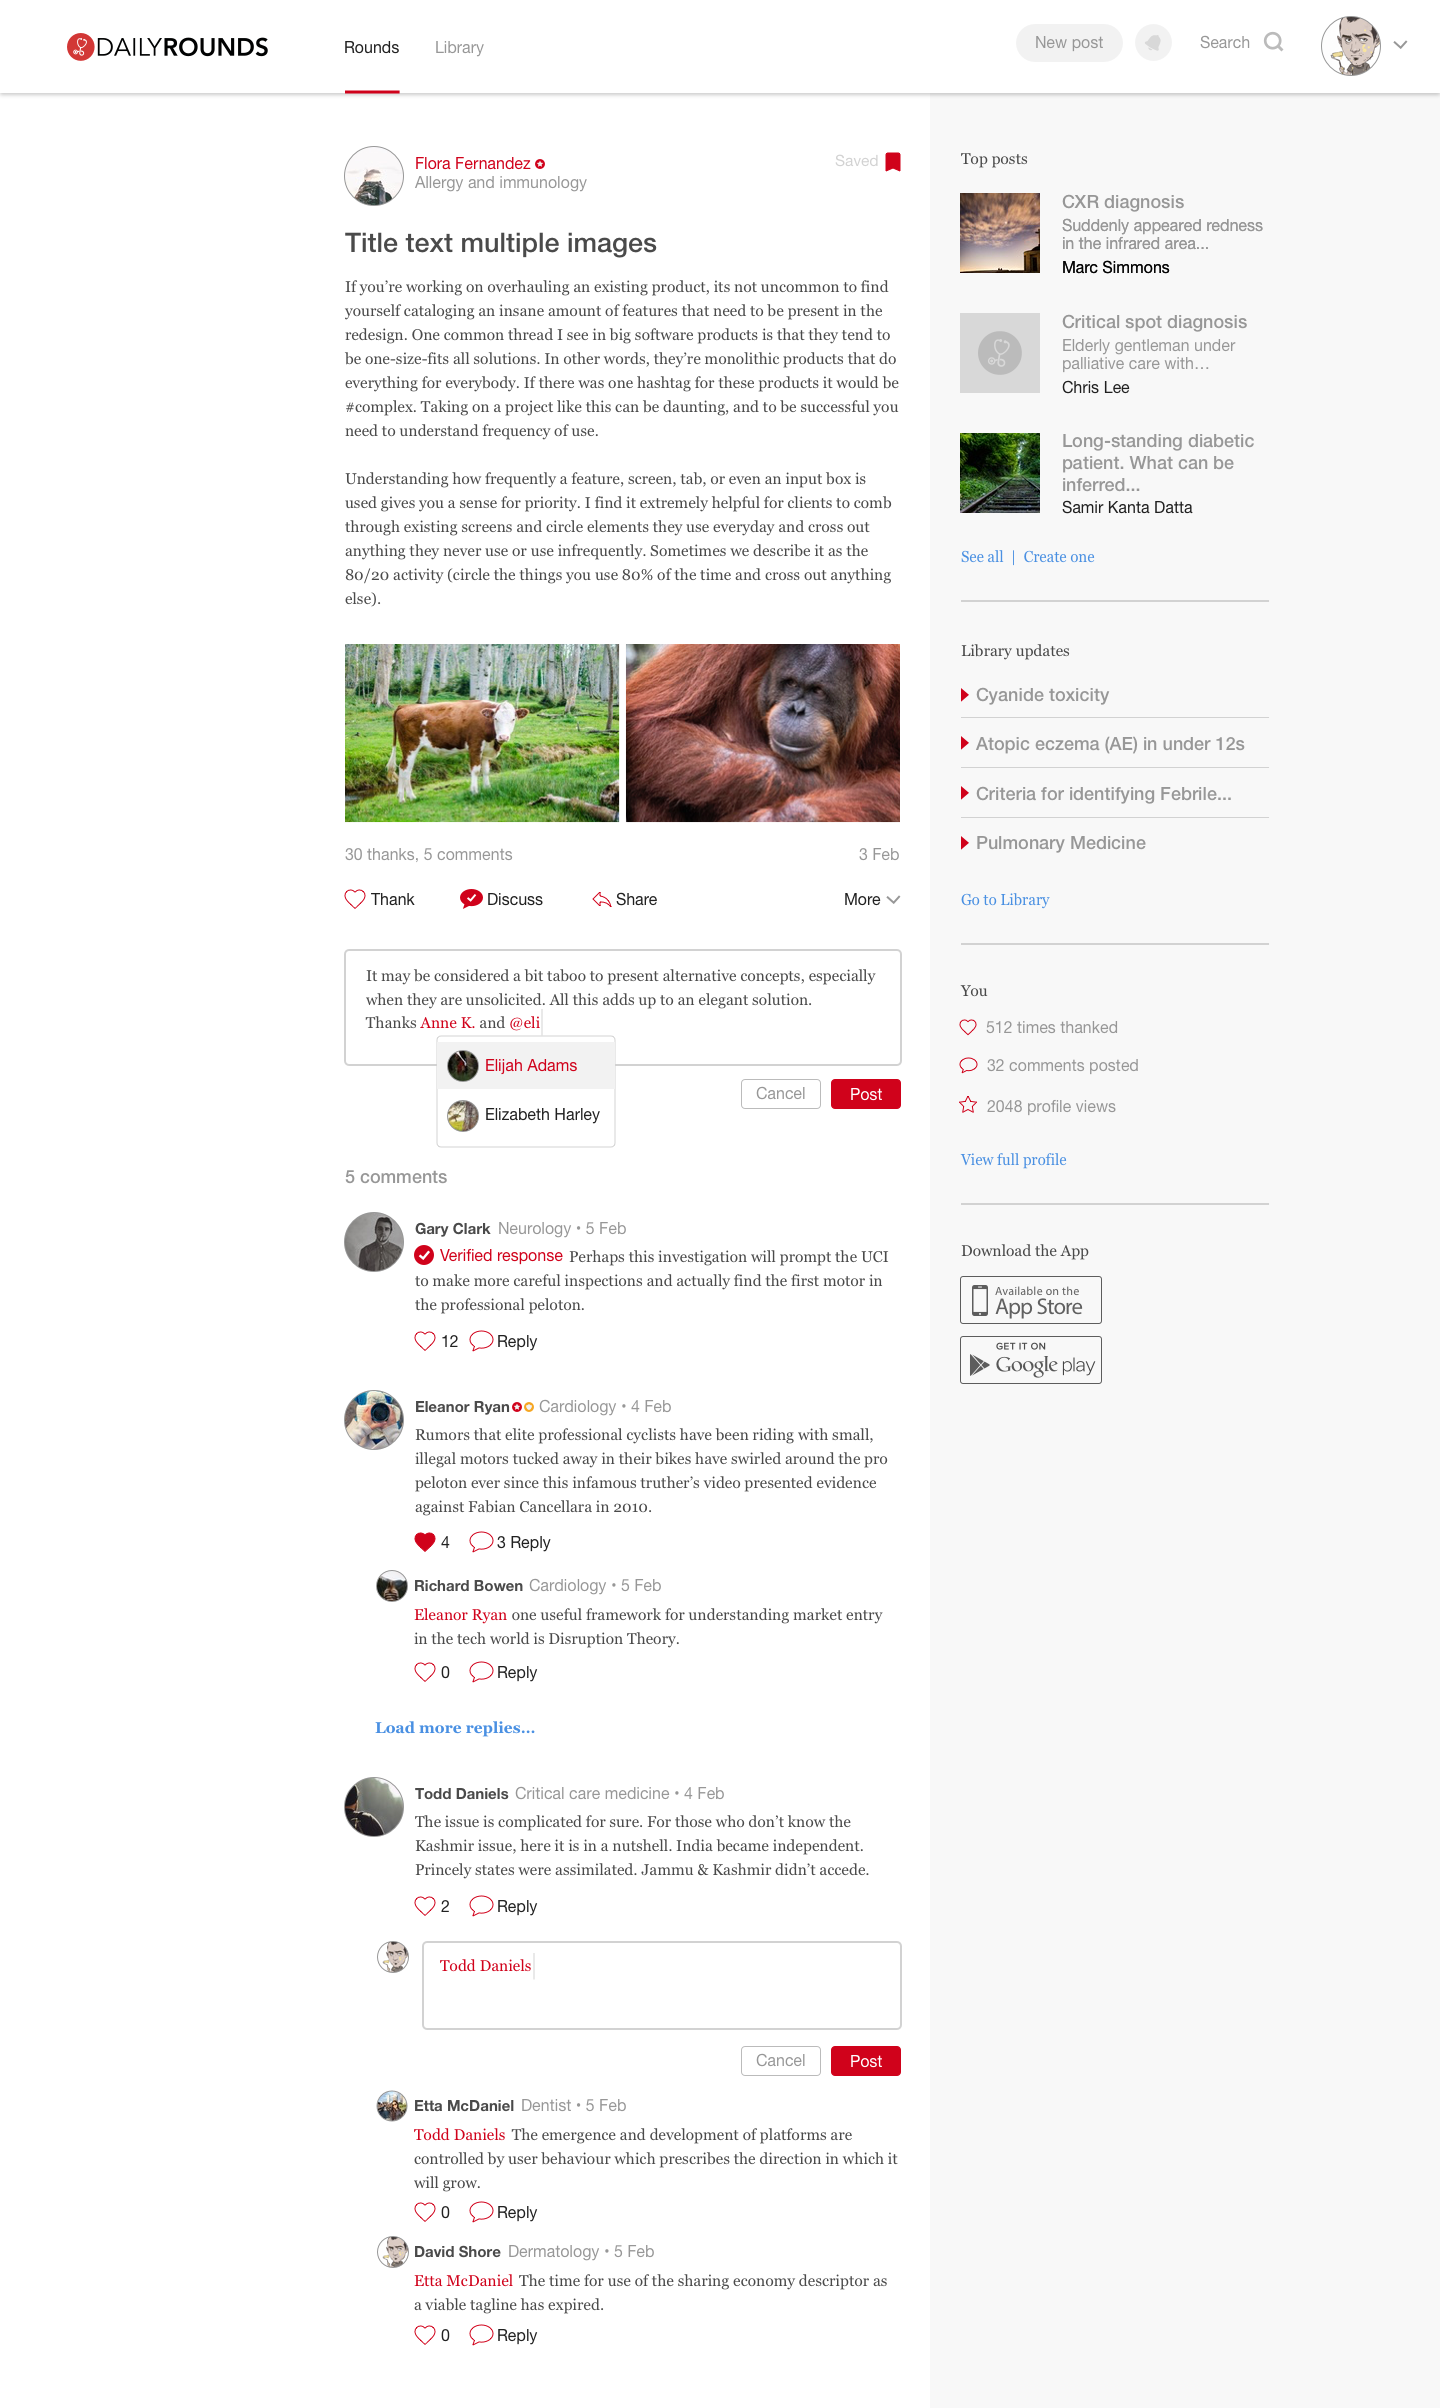 DAILYROUNDS
Rounds
Library
New post
Search
Flora Fernandez
Allergy and immunology
Saved
Title text multiple images
If you’re working on overhauling an existing product, its not uncommon to find
yourself cataloging an insane amount of features that need to be present in the
redesign. One common thread I see in big software products is that they tend to
be one-size-fits all solutions. In other words, they’re monolithic products that do
everything for everybody. If there was one hashtag for these products it would be
#complex. Taking on a project like this can be daunting, and to be successful you
need to understand frequency of use.
Understanding how frequently a feature, screen, tab, or even an input box is
used gives you a sense for priority. I find it extremely helpful for clients to comb
through existing screens and circle elements they use everyday and cross out
anything they never use or use infrequently. Sometimes we describe it as the
80/20 activity (circle the things you use 80% of the time and cross out anything
else).
30 thanks, 5 comments
3 Feb
Thank
Discuss
Share
More
It may be considered a bit taboo to present alternative concepts, especially
when they are unsolicited. All this adds up to an elegant solution.
Thanks Anne K. and @eli
Elijah Adams
Elizabeth Harley
Cancel
Post
5 comments
Gary Clark Neurology • 5 Feb
Verified response Perhaps this investigation will prompt the UCI
to make more careful inspections and actually find the first motor in
the professional peloton.
12 Reply
Eleanor Ryan Cardiology • 4 Feb
Rumors that elite professional cyclists have been riding with small,
illegal motors tucked away in their bikes have swirled around the pro
peloton ever since this infamous truther’s video presented evidence
against Fabian Cancellara in 2010.
4 3 Reply
Richard Bowen Cardiology • 5 Feb
Eleanor Ryan one useful framework for understanding market entry
in the tech world is Disruption Theory.
0 Reply
Load more replies...
Todd Daniels Critical care medicine • 4 Feb
The issue is complicated for sure. For those who don’t know the
Kashmir issue, here it is in a nutshell. India became independent.
Princely states were assimilated. Jammu & Kashmir didn’t accede.
2 Reply
Todd Daniels
Cancel
Post
Etta McDaniel Dentist • 5 Feb
Todd Daniels The emergence and development of platforms are
controlled by user behaviour which prescribes the direction in which it
will grow.
0 Reply
David Shore Dermatology • 5 Feb
Etta McDaniel The time for use of the sharing economy descriptor as
a viable tagline has expired.
0 Reply
Top posts
CXR diagnosis
Suddenly appeared redness
in the infrared area...
Marc Simmons
Critical spot diagnosis
Elderly gentleman under
palliative care with…
Chris Lee
Long-standing diabetic
patient. What can be
inferred...
Samir Kanta Datta
See all | Create one
Library updates
Cyanide toxicity
Atopic eczema (AE) in under 12s
Criteria for identifying Febrile...
Pulmonary Medicine
Go to Library
You
512 times thanked
32 comments posted
2048 profile views
View full profile
Download the App
Available on the
App Store
GET IT ON
Google play